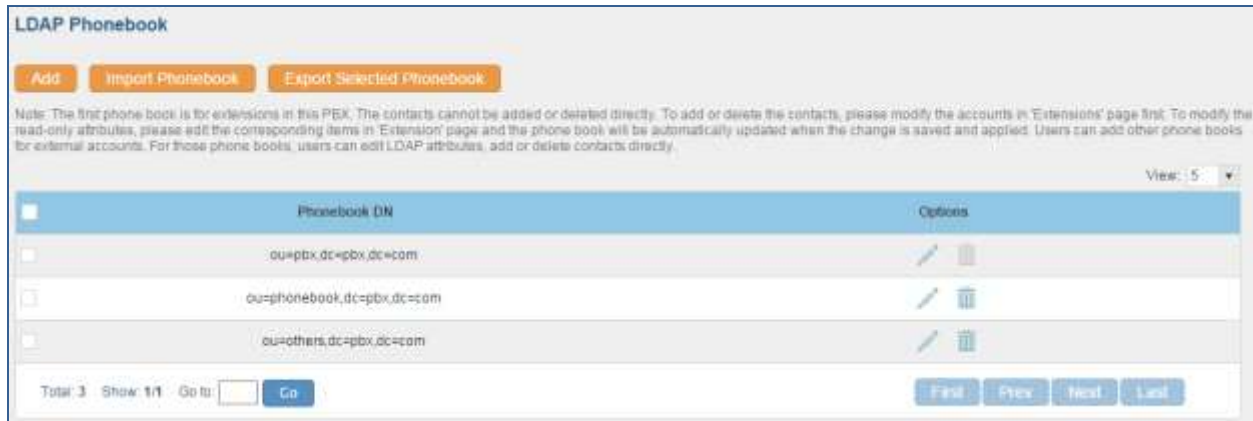 LDAP Phonebook
Add Import Phonebook Export Selected Phonebook
Note: The first phone book is for extensions in this PBX. The contacts cannot be added or deleted directly. To add or delete the contacts, please modify the accounts in 'Extensions' page first. To modify the
read-only attributes, please edit the corresponding items in 'Extension' page and the phone book will be automatically updated when the change is saved and applied. Users can add other phone books
for external accounts. For those phone books, users can edit LDAP attributes, add or delete contacts directly.
View: 5
Phonebook DN Options
ou=pbx,dc=pbx,dc=com
ou=phonebook,dc=pbx,dc=com
ou=others,dc=pbx,dc=com
Total: 3 Show: 1/1 Go to: Go First Prev Next Last